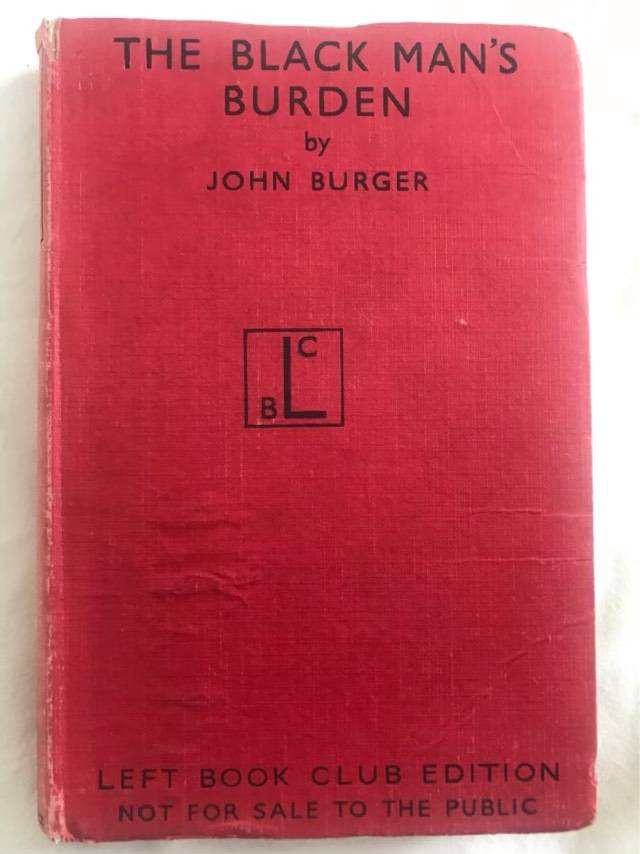 THE BLACK MAN'S
BURDEN
by
JOHN BURGER
L C
B
LEFT BOOK CLUB EDITION
NOT FOR SALE TO THE PUBLIC